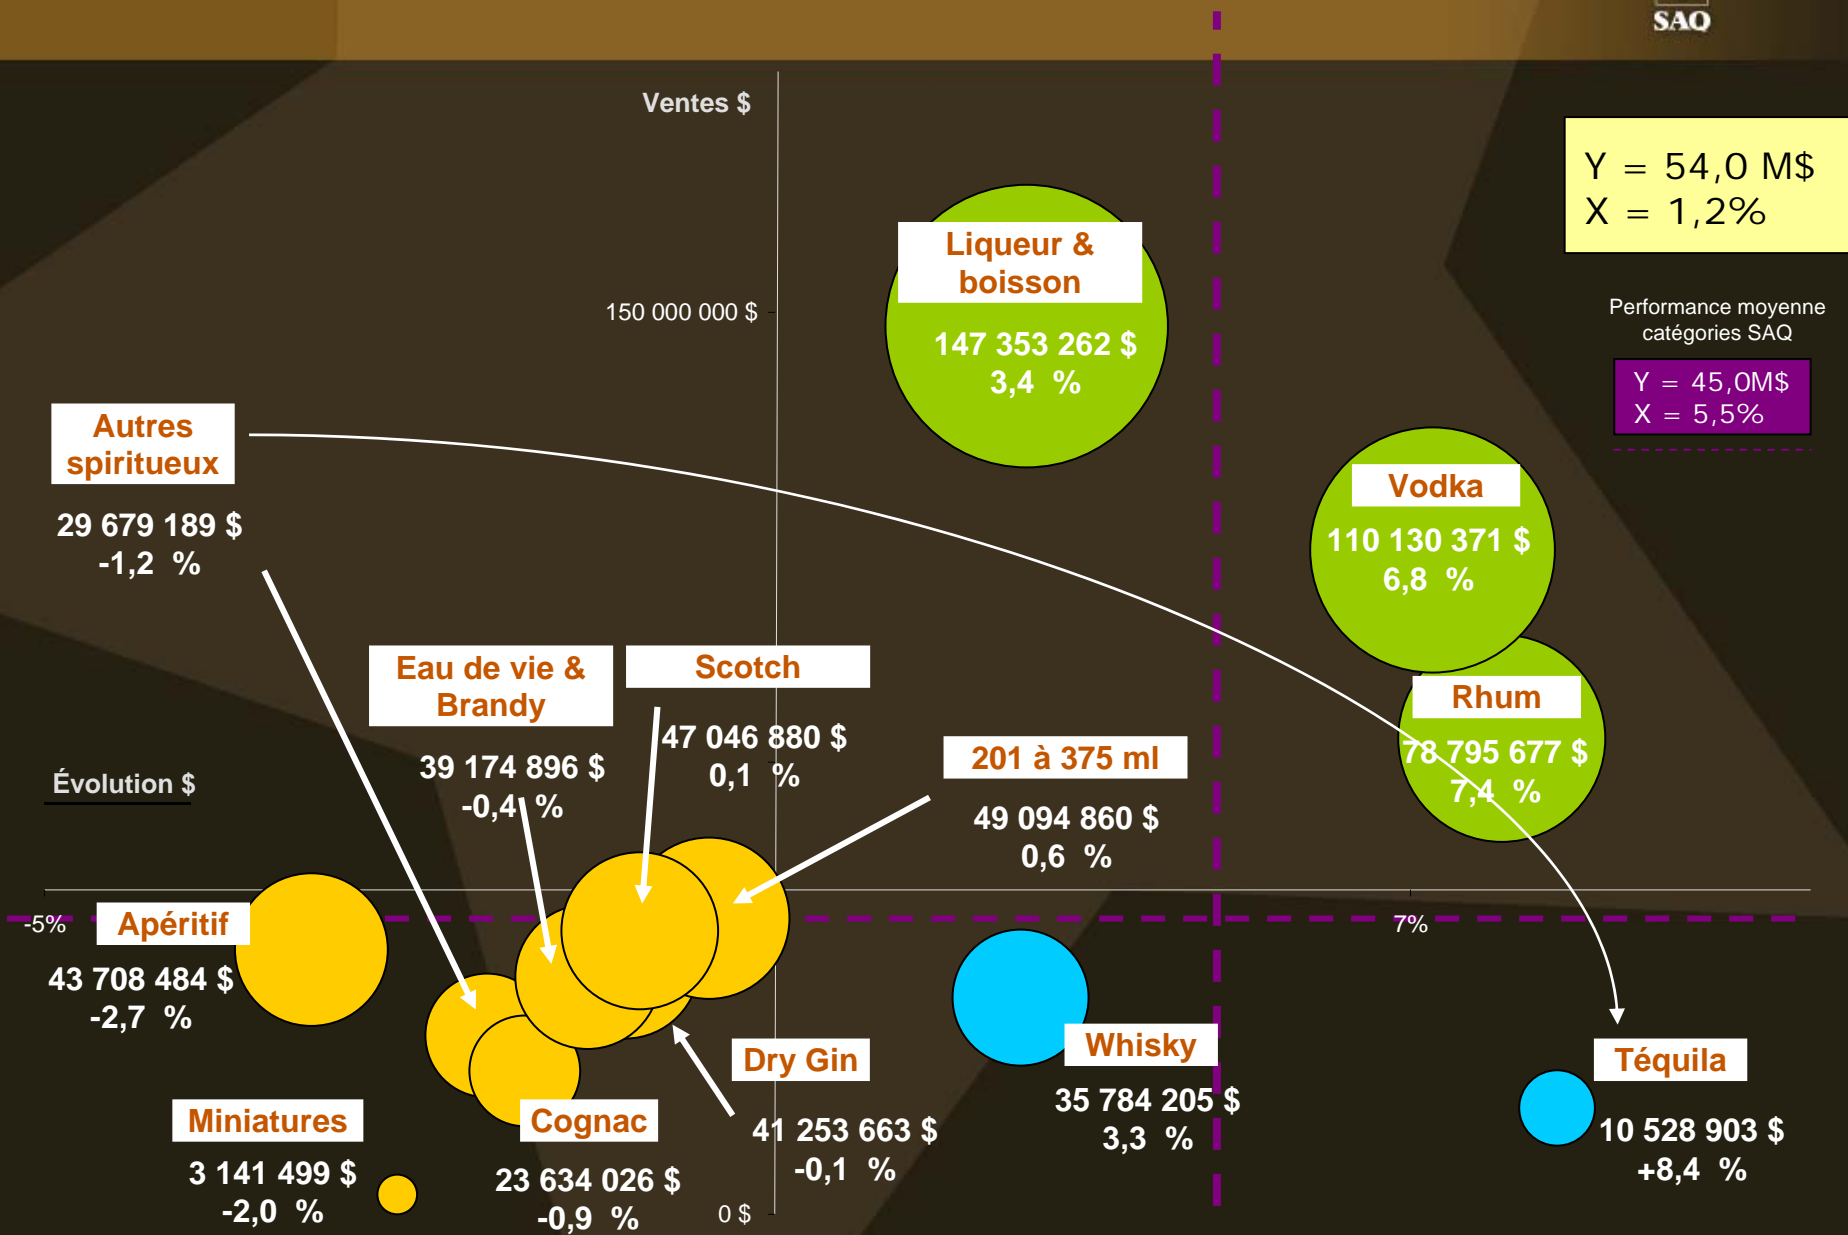 SAQ
Ventes $
Y = 54,0 M$
X = 1,2%
Liqueur &
boisson
147 353 262 $
3,4 %
150 000 000 $
Performance moyenne
catégories SAQ
Y = 45,0M$
X = 5,5%
Autres
spiritueux
29 679 189 $
-1,2 %
Vodka
110 130 371 $
6,8 %
Eau de vie &
Brandy
39 174 896 $
-0,4 %
Scotch
47 046 880 $
0,1 %
Rhum
78 795 677 $
7,4 %
201 à 375 ml
49 094 860 $
0,6 %
Évolution $
-5%
7%
Apéritif
43 708 484 $
-2,7 %
Dry Gin
41 253 663 $
-0,1 %
Whisky
35 784 205 $
3,3 %
Téquila
10 528 903 $
+8,4 %
Miniatures
3 141 499 $
-2,0 %
Cognac
23 634 026 $
-0,9 %
0 $